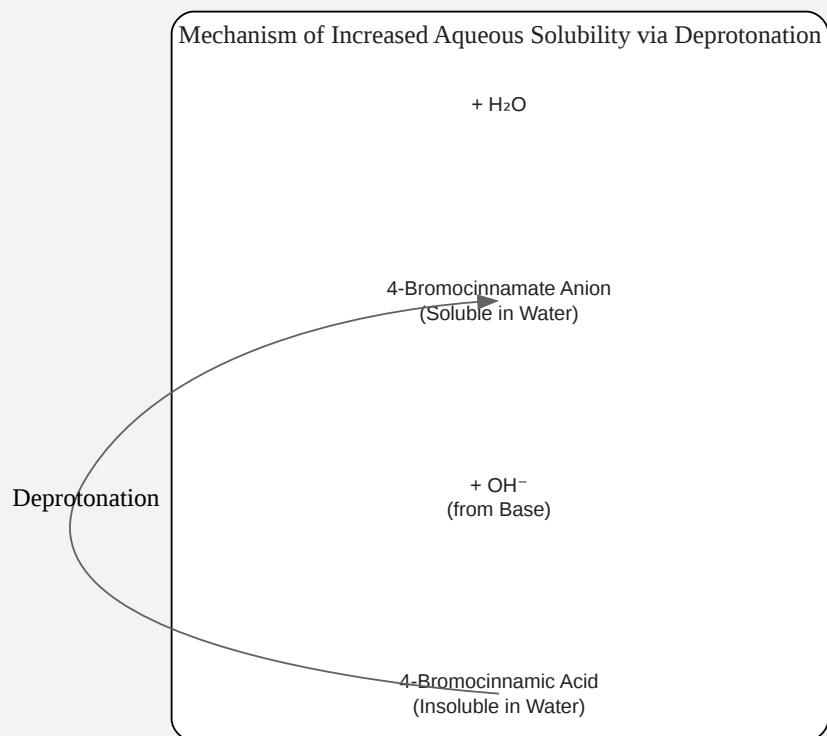 Mechanism of Increased Aqueous Solubility via Deprotonation
+ H₂O
4-Bromocinnamate Anion
(Soluble in Water)
Deprotonation
+ OH⁻
(from Base)
4-Bromocinnamic Acid
(Insoluble in Water)